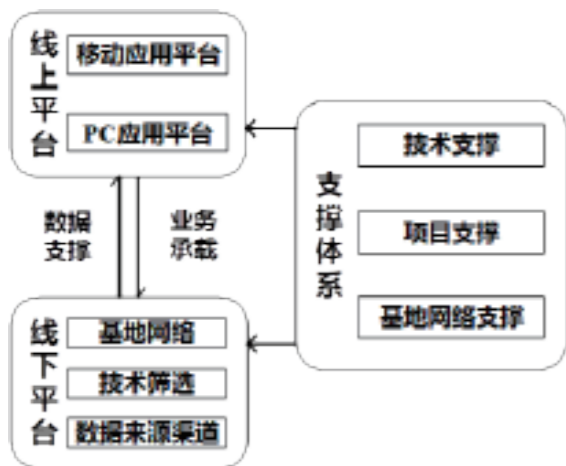 线上平台
移动应用平台
PC应用平台
数据
支撑
业务
承载
线下平台
基地网络
技术筛选
数据来源渠道
支撑体系
技术支撑
项目支撑
基地网络支撑